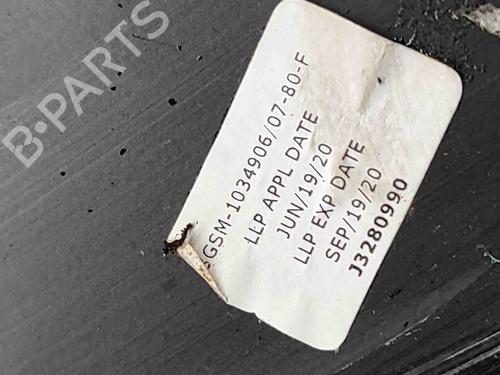 B-PARTS
GSM-1034906/07-80-F
LLP APPL DATE
JUN/19/20
LLP EXP DATE
SEP/19/20
J3280990